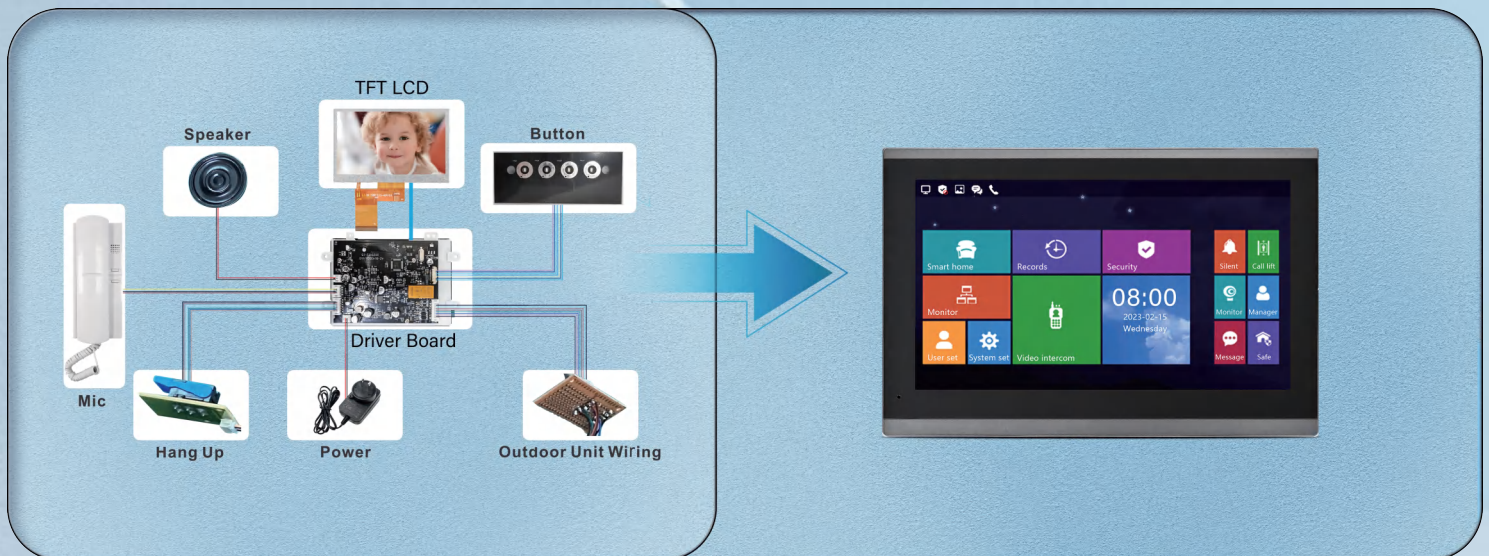 TFT LCD
Speaker
Button
Driver Board
Mic
Hang Up
Power
Outdoor Unit Wiring
Smart home
Records
Security
Silent
Call lift
Monitor
08:00
2023-02-15
Wednesday
Monitor
Manager
User set
System set
Video intercom
Message
Safe